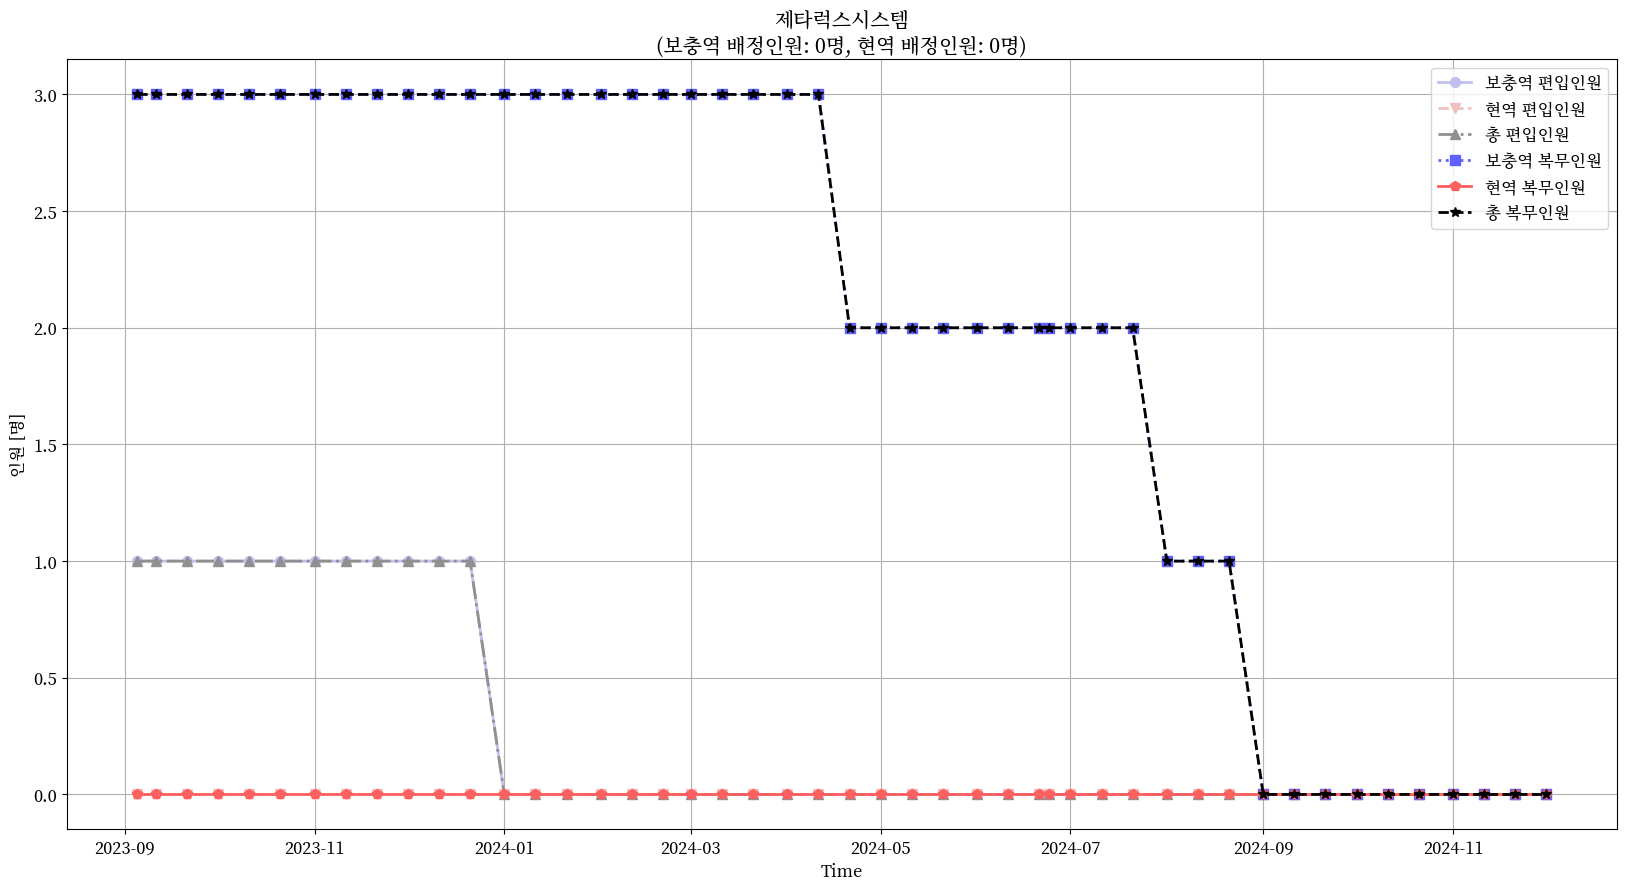 제타럭스시스템
(보충역 배정인원: 0명, 현역 배정인원: 0명)
보충역 편입인원
현역 편입인원
총 편입인원
보충역 복무인원
현역 복무인원
총 복무인원
인원 [명]
3.0
2.5
2.0
1.5
1.0
0.5
0.0
2023-09
2023-11
2024-01
2024-03
2024-05
2024-07
2024-09
2024-11
Time